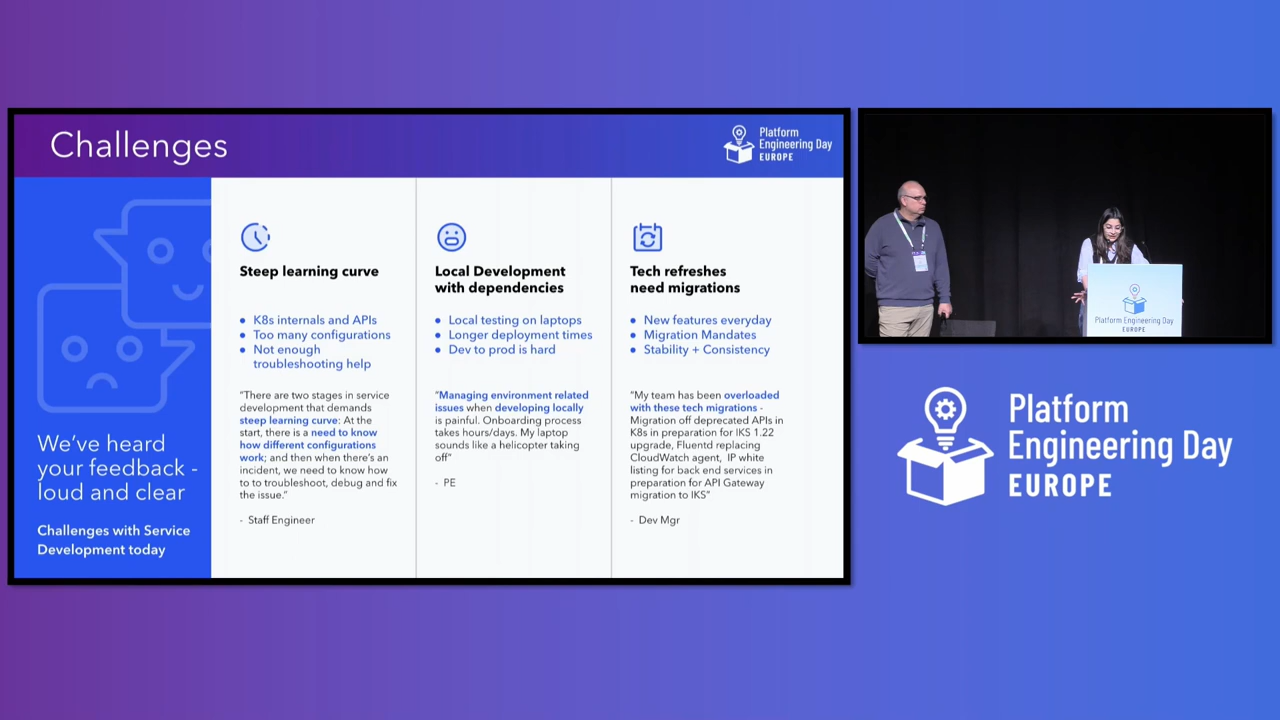 Challenges
Platform
Engineering Day
EUROPE
We've heard
your feedback -
loud and clear
Challenges with Service
Development today
Steep learning curve
K8s internals and APIs
Too many configurations
Not enough
troubleshooting help
"There are two stages in service
development that demands
steep learning curve: At the
start, there is a need to know
how different configurations
work; and then when there's an
incident, we need to know how
to to troubleshoot, debug and fix
the issue."
- Staff Engineer
Local Development
with dependencies
Local testing on laptops
Longer deployment times
Dev to prod is hard
"Managing environment related
issues when developing locally
is painful. Onboarding process
takes hours/days. My laptop
sounds like a helicopter taking
off"
- PE
Tech refreshes
need migrations
New features everyday
Migration Mandates
Stability + Consistency
"My team has been overloaded
with these tech migrations -
Migration off deprecated APIs in
K8s in preparation for IKS 1.22
upgrade, Fluentd replacing
CloudWatch agent, IP white
listing for back end services in
preparation for API Gateway
migration to IKS"
- Dev Mgr
Platform Engineering Day
EUROPE
Platform
Engineering Day
EUROPE